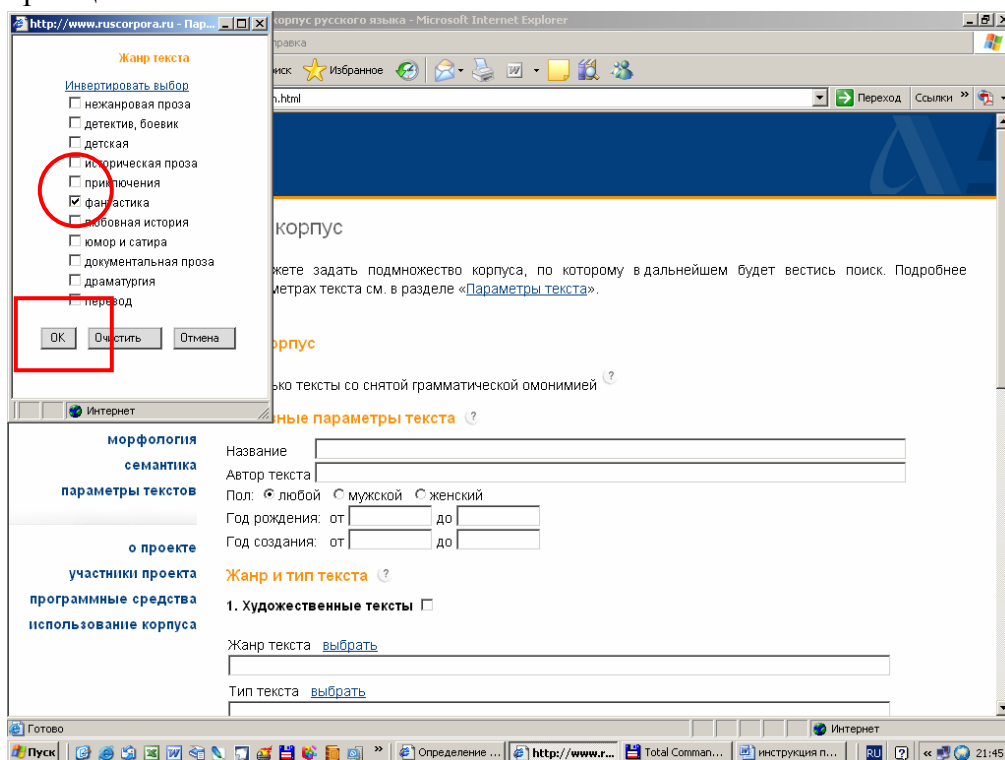 http://www.ruscorpora.ru - Пар...
корпус русского языка - Microsoft Internet Explorer
Жанр текста
Инвертировать выбор
нежанровая проза
детектив, боевик
детская
историческая проза
приключения
фантастика
любовная история
юмор и сатира
документальная проза
драматургия
перевод
OK Очистить Отмена
Интернет
Избранное
Переход Ссылки »
корпус
жете задать подмножество корпуса, по которому в дальнейшем будет вестись поиск. Подробнее
метрах текста см. в разделе «Параметры текста».
орпус
ько тексты со снятой грамматической омонимией ?
ные параметры текста ?
морфология
семантика
параметры текстов
о проекте
участники проекта
программные средства
использование корпуса
Название
Автор текста
Пол: любой мужской женский
Год рождения: от до
Год создания: от до
Жанр и тип текста ?
1. Художественные тексты
Жанр текста выбрать
Тип текста выбрать
Готово Интернет
Пуск » Определение ... http://www.r... Total Comman... инструкция п... RU « 21:45